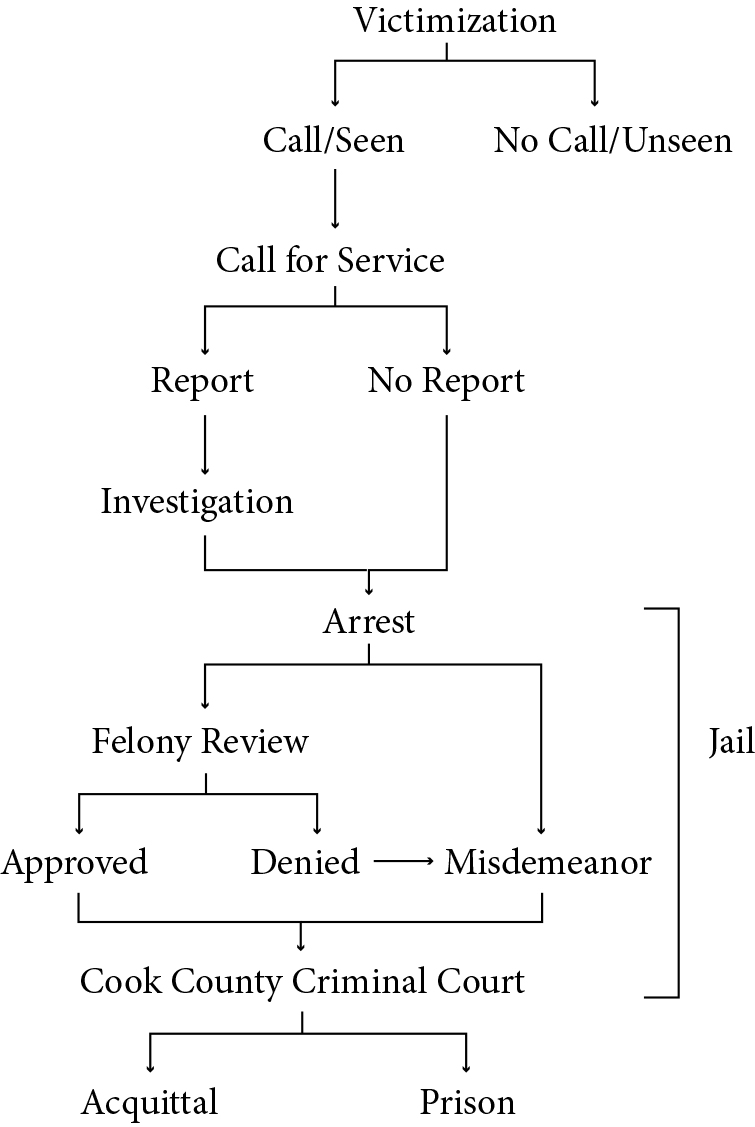 Victimization
Call/Seen
No Call/Unseen
Call for Service
Report
No Report
Investigation
Arrest
Felony Review
Jail
Approved
Denied
Misdemeanor
Cook County Criminal Court
Acquittal
Prison